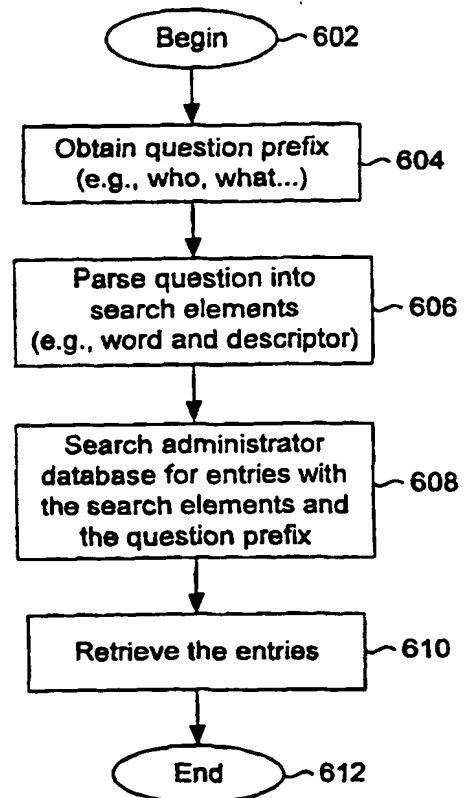 Begin 602
Obtain question prefix
(e.g., who, what...) 604
Parse question into
search elements 606
(e.g., word and descriptor)
Search administrator
database for entries with
the search elements and 608
the question prefix
Retrieve the entries 610
End 612